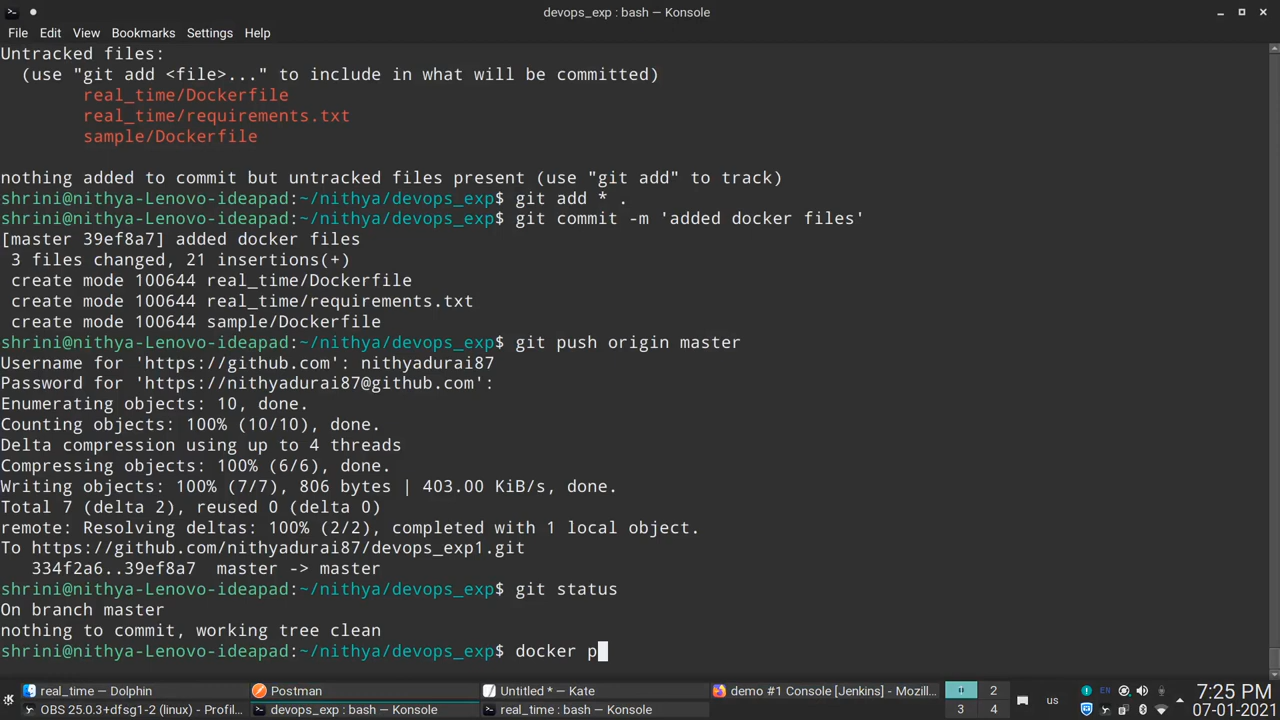 devops_exp : bash — Konsole
File Edit View Bookmarks Settings Help
Untracked files:
(use "git add <file>..." to include in what will be committed)
real_time/Dockerfile
real_time/requirements.txt
sample/Dockerfile
nothing added to commit but untracked files present (use "git add" to track)
shrini@nithya-Lenovo-ideapad:~/nithya/devops_exp$ git add * .
shrini@nithya-Lenovo-ideapad:~/nithya/devops_exp$ git commit -m 'added docker files'
[master 39ef8a7] added docker files
3 files changed, 21 insertions(+)
create mode 100644 real_time/Dockerfile
create mode 100644 real_time/requirements.txt
create mode 100644 sample/Dockerfile
shrini@nithya-Lenovo-ideapad:~/nithya/devops_exp$ git push origin master
Username for 'https://github.com': nithyadurai87
Password for 'https://nithyadurai87@github.com':
Enumerating objects: 10, done.
Counting objects: 100% (10/10), done.
Delta compression using up to 4 threads
Compressing objects: 100% (6/6), done.
Writing objects: 100% (7/7), 806 bytes | 403.00 KiB/s, done.
Total 7 (delta 2), reused 0 (delta 0)
remote: Resolving deltas: 100% (2/2), completed with 1 local object.
To https://github.com/nithyadurai87/devops_exp1.git
334f2a6..39ef8a7  master -> master
shrini@nithya-Lenovo-ideapad:~/nithya/devops_exp$ git status
On branch master
nothing to commit, working tree clean
shrini@nithya-Lenovo-ideapad:~/nithya/devops_exp$ docker p
real_time — Dolphin
Postman
Untitled * — Kate
demo #1 Console [Jenkins] - Mozil...
OBS 25.0.3+dfsg1-2 (linux) - Profil...
devops_exp : bash — Konsole
real_time : bash — Konsole
2
3 4
EN
us
7:25 PM
07-01-2021